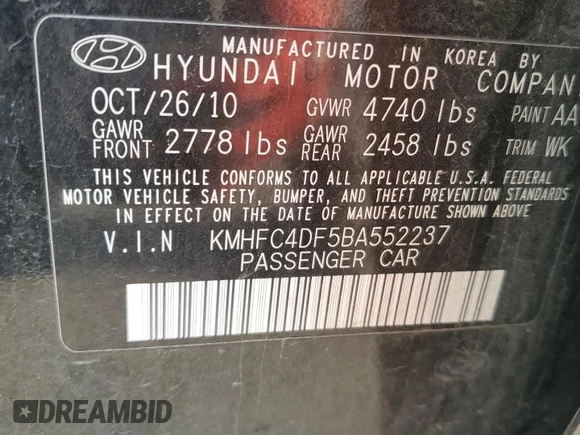 MANUFACTURED IN KOREA BY
HYUNDAI MOTOR COMPAN
OCT/26/10 GVWR 4740 lbs PAINT AA
GAWR FRONT 2778 lbs GAWR REAR 2458 lbs TRIM WK
THIS VEHICLE CONFORMS TO ALL APPLICABLE U.S.A. FEDERAL
MOTOR VEHICLE SAFETY, BUMPER, AND THEFT PREVENTION STANDARDS
IN EFFECT ON THE DATE OF MANUFACTURE SHOWN ABOVE
V.I.N KMHFC4DF5BA552237
PASSENGER CAR
DREAMBID